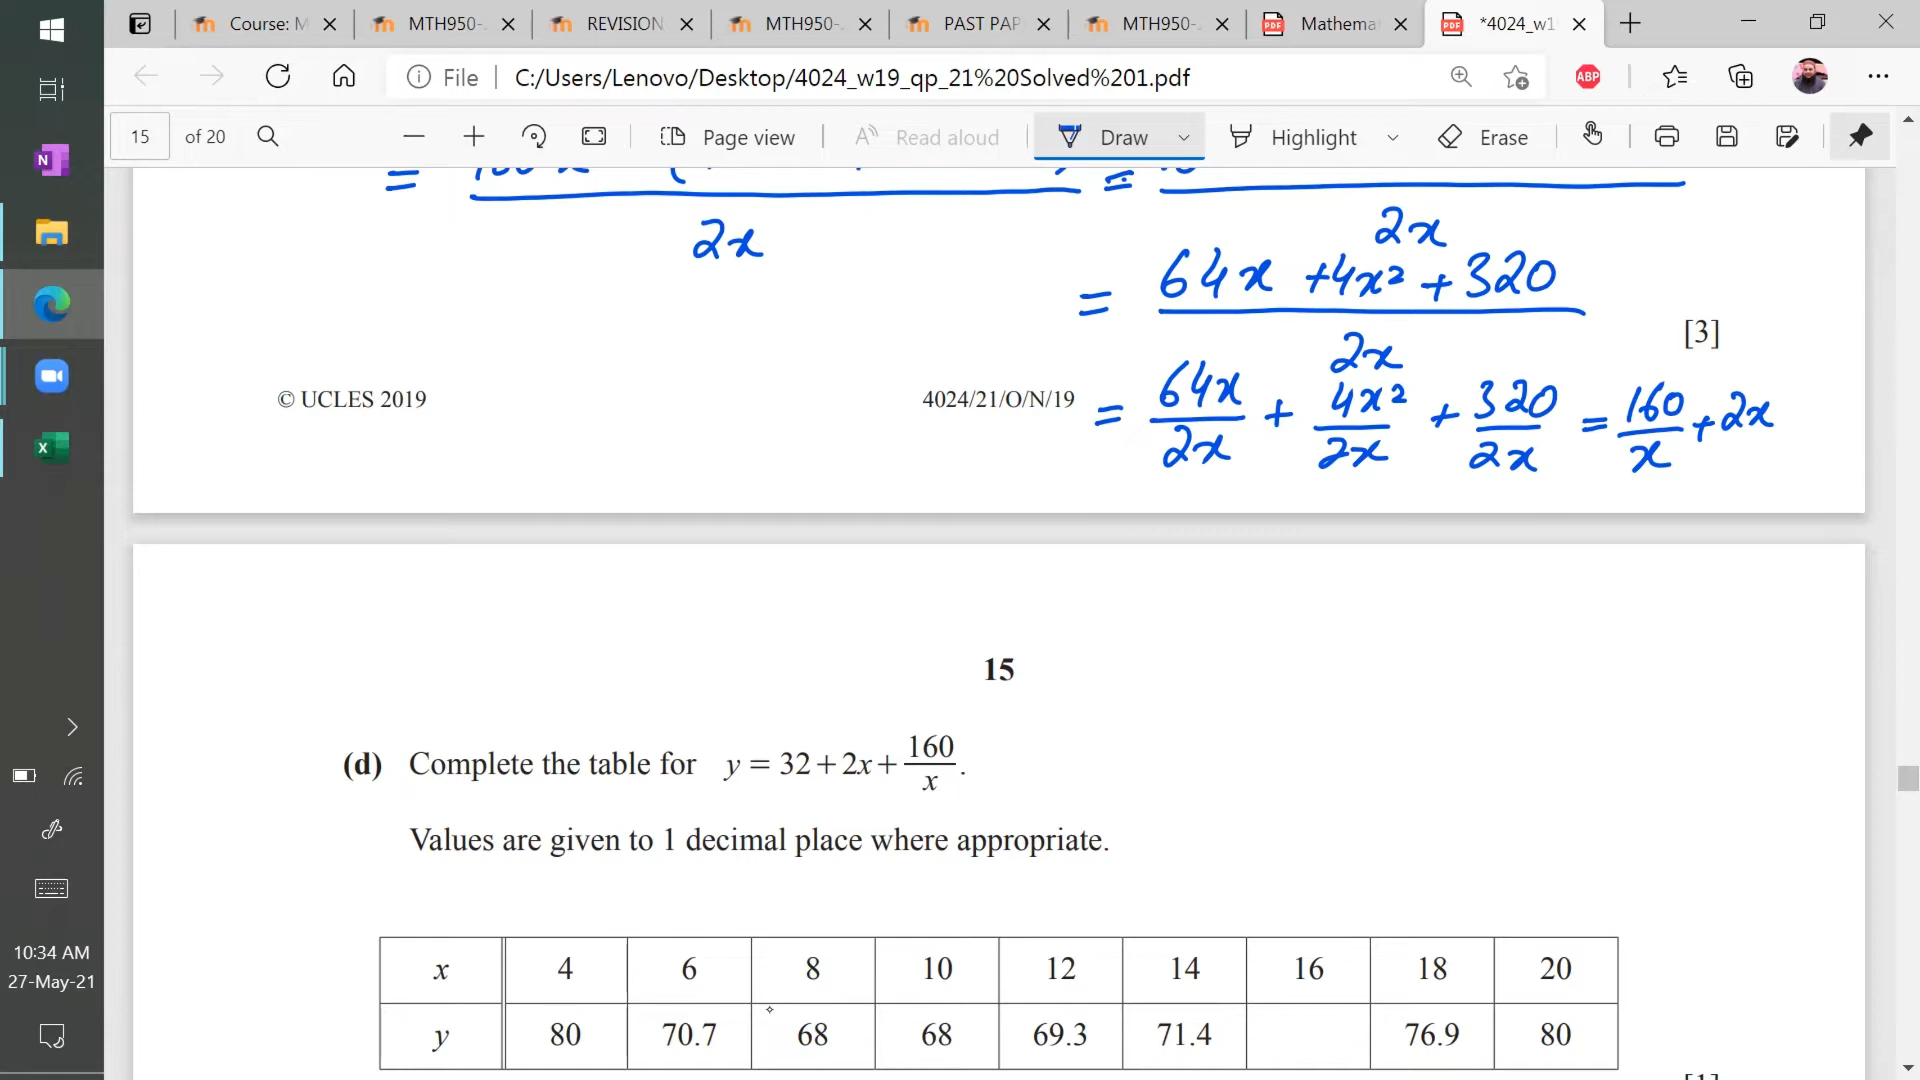 Course: M
MTH950-
REVISION
MTH950-
PAST PAP
MTH950-
Mathema
*4024_w1
File
C:/Users/Lenovo/Desktop/4024_w19_qp_21%20Solved%201.pdf
ABP
15 of 20
Page view
Read aloud
Draw
Highlight
Erase
=
2x
=
2x
= 64x + 4x² + 320
2x
[3]
© UCLES 2019
4024/21/O/N/19
= 64x/2x + 4x²/2x + 320/2x = 160/x + 2x
15
(d) Complete the table for y = 32 + 2x + 160/x.
Values are given to 1 decimal place where appropriate.
x 4 6 8 10 12 14 16 18 20
y 80 70.7 68 68 69.3 71.4 76.9 80
10:34 AM
27-May-21